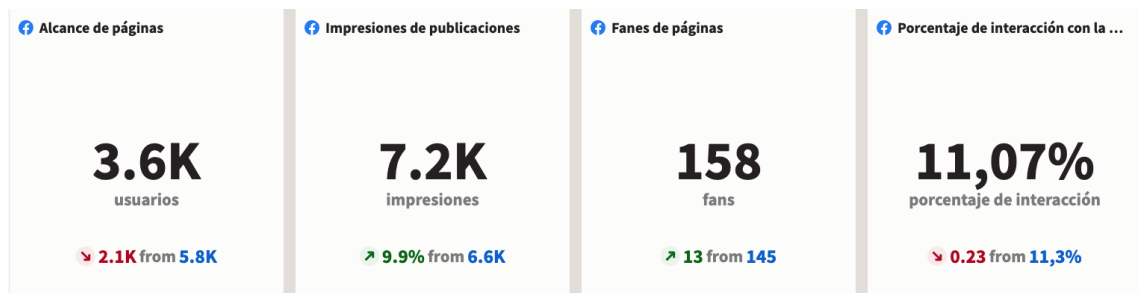 Alcance de páginas
3.6K
usuarios
2.1K from 5.8K
Impresiones de publicaciones
7.2K
impresiones
9.9% from 6.6K
Fanes de páginas
158
fans
13 from 145
Porcentaje de interacción con la ...
11,07%
porcentaje de interacción
0.23 from 11,3%